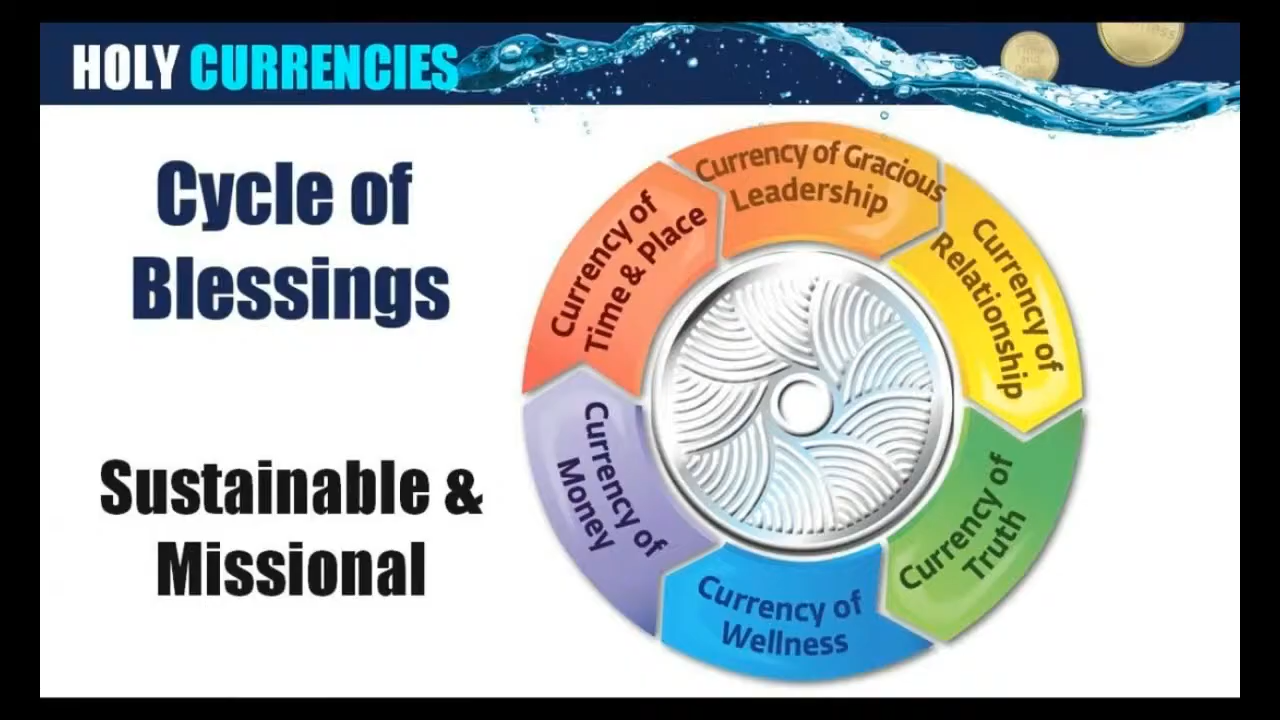 HOLY CURRENCIES
Cycle of
Blessings
Sustainable &
Missional
Currency of Gracious
Leadership
Currency of
Relationship
Currency of
Truth
Currency of
Wellness
Currency of
Money
Currency of
Time & Place